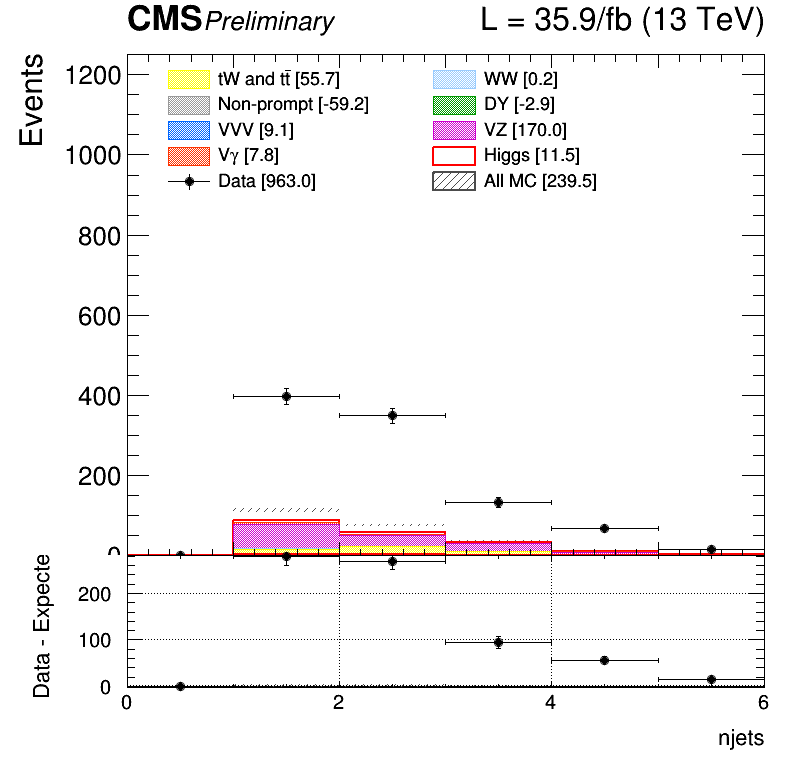 CMS Preliminary L = 35.9/fb (13 TeV)
Events
1200
1000
800
600
400
200
0
tW and tt̄ [55.7]
Non-prompt [-59.2]
VVV [9.1]
Vγ [7.8]
Data [963.0]
WW [0.2]
DY [-2.9]
VZ [170.0]
Higgs [11.5]
All MC [239.5]
Data - Expecte
200
100
0
0 2 4 6
njets